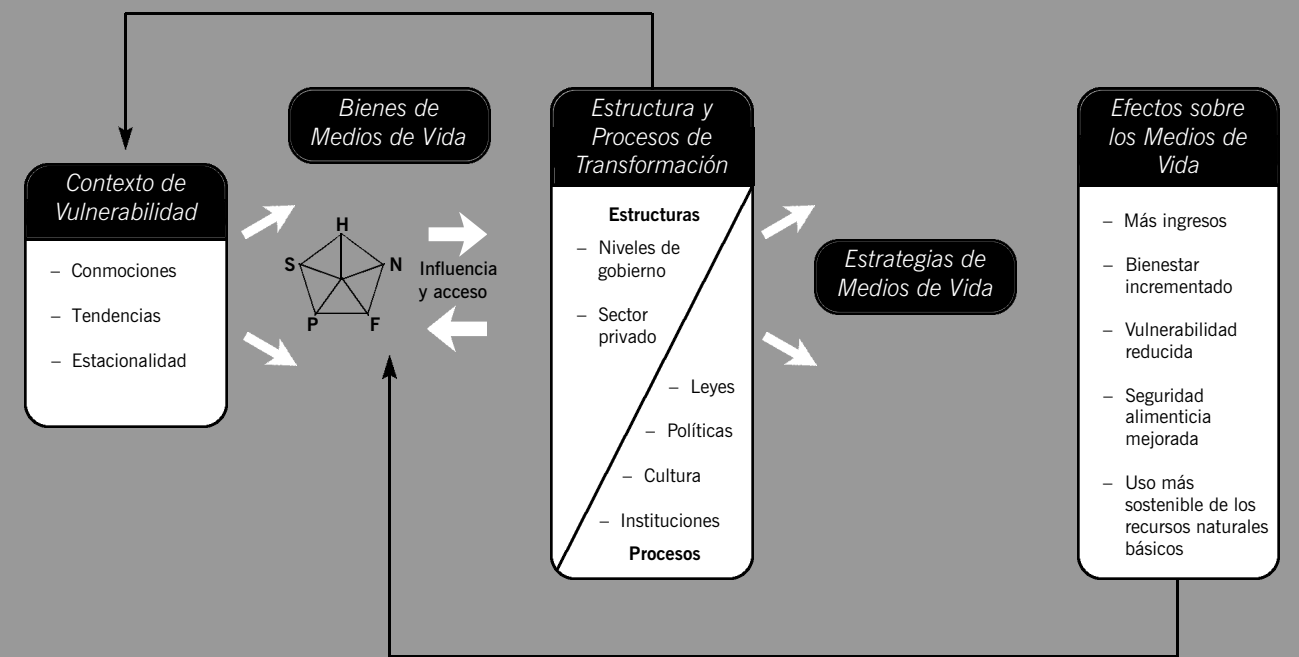 Contexto de
Vulnerabilidad
– Conmociones
– Tendencias
– Estacionalidad
Bienes de
Medios de Vida
H
S
N
P
F
Influencia
y acceso
Estructura y
Procesos de
Transformación
Estructuras
– Niveles de
gobierno
– Sector
privado
– Leyes
– Políticas
– Cultura
– Instituciones
Procesos
Estrategias de
Medios de Vida
Efectos sobre
los Medios de
Vida
– Más ingresos
– Bienestar
incrementado
– Vulnerabilidad
reducida
– Seguridad
alimenticia
mejorada
– Uso más
sostenible de los
recursos naturales
básicos